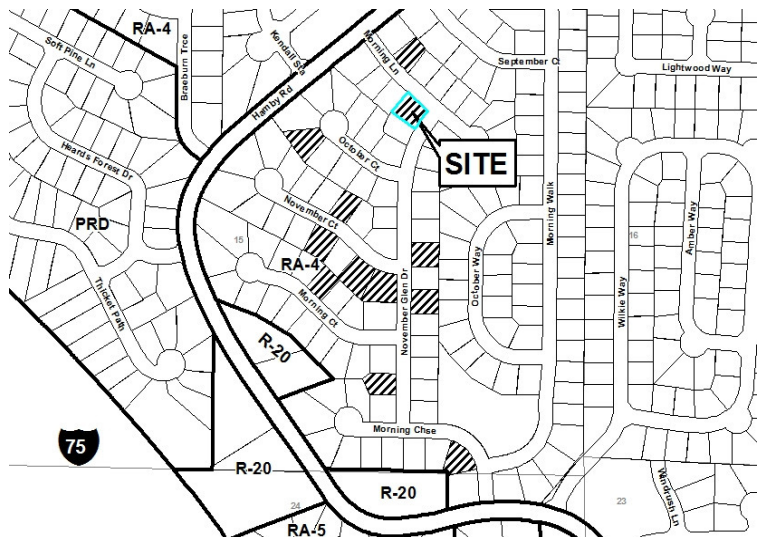 RA-4
Soft Pine Ln
Braeburn Trce
Kendall Sta
Morning Ln
September Ct
Lightwood Way
Hamby Rd
SITE
October Ct
Heards Forest Dr
PRD
November Ct
15
RA-4
Morning Ct
Thicket Path
R-20
November Glen Dr
October Way
Morning Walk
Wilkie Way
16
Amber Way
75
Morning Chse
R-20
R-20
24
RA-5
23
Windrush Ln